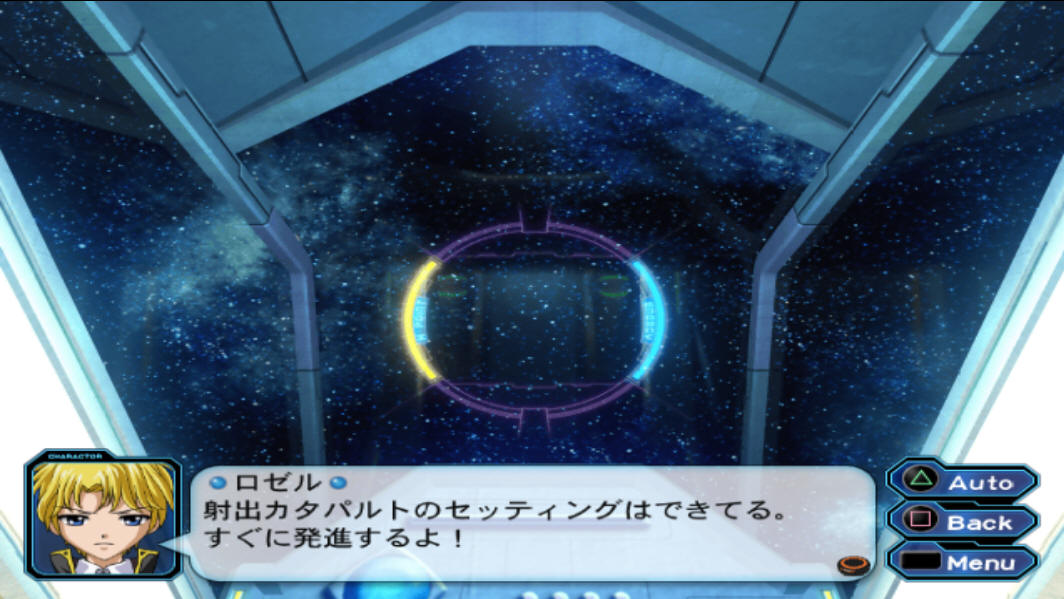 CHARACTOR
ロゼル
射出カタパルトのセッティングはできてる。
すぐに発進するよ！
Auto
Back
Menu